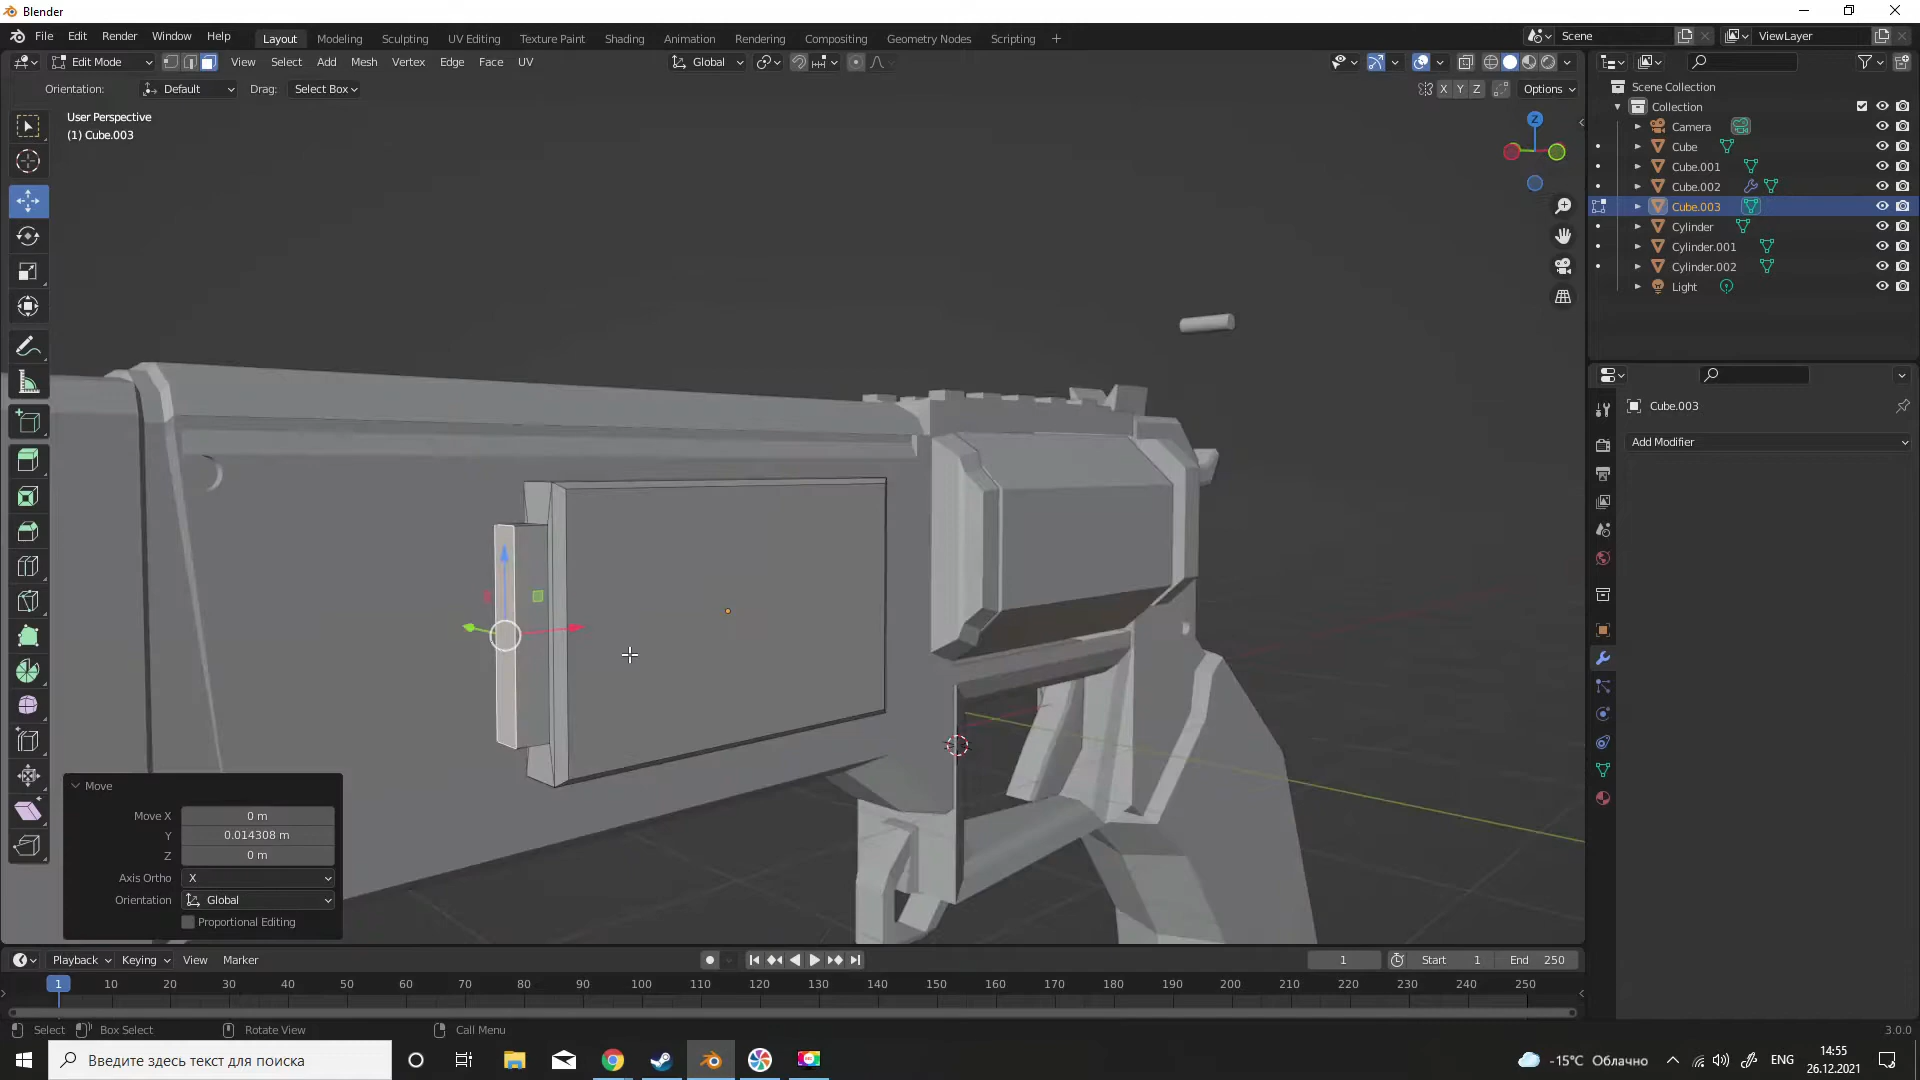 Blender
File Edit Render Window Help
Layout Modeling Sculpting UV Editing Texture Paint Shading Animation Rendering Compositing Geometry Nodes Scripting +
Scene ViewLayer
Edit Mode View Select Add Mesh Vertex Edge Face UV Global
Orientation: Default Drag: Select Box X Y Z Options
User Perspective
(1) Cube.003
Z
Scene Collection
Collection
Camera
Cube
Cube.001
Cube.002
Cube.003
Cylinder
Cylinder.001
Cylinder.002
Light
Cube.003
Add Modifier
Move
Move X 0 m
Y 0.014308 m
Z 0 m
Axis Ortho X
Orientation Global
Proportional Editing
Playback Keying View Marker 1 Start 1 End 250
1 10 20 30 40 50 60 70 80 90 100 110 120 130 140 150 160 170 180 190 200 210 220 230 240 250
Select Box Select Rotate View Call Menu 3.0.0
Введите здесь текст для поиска
-15°C Облачно ENG 14:55
26.12.2021